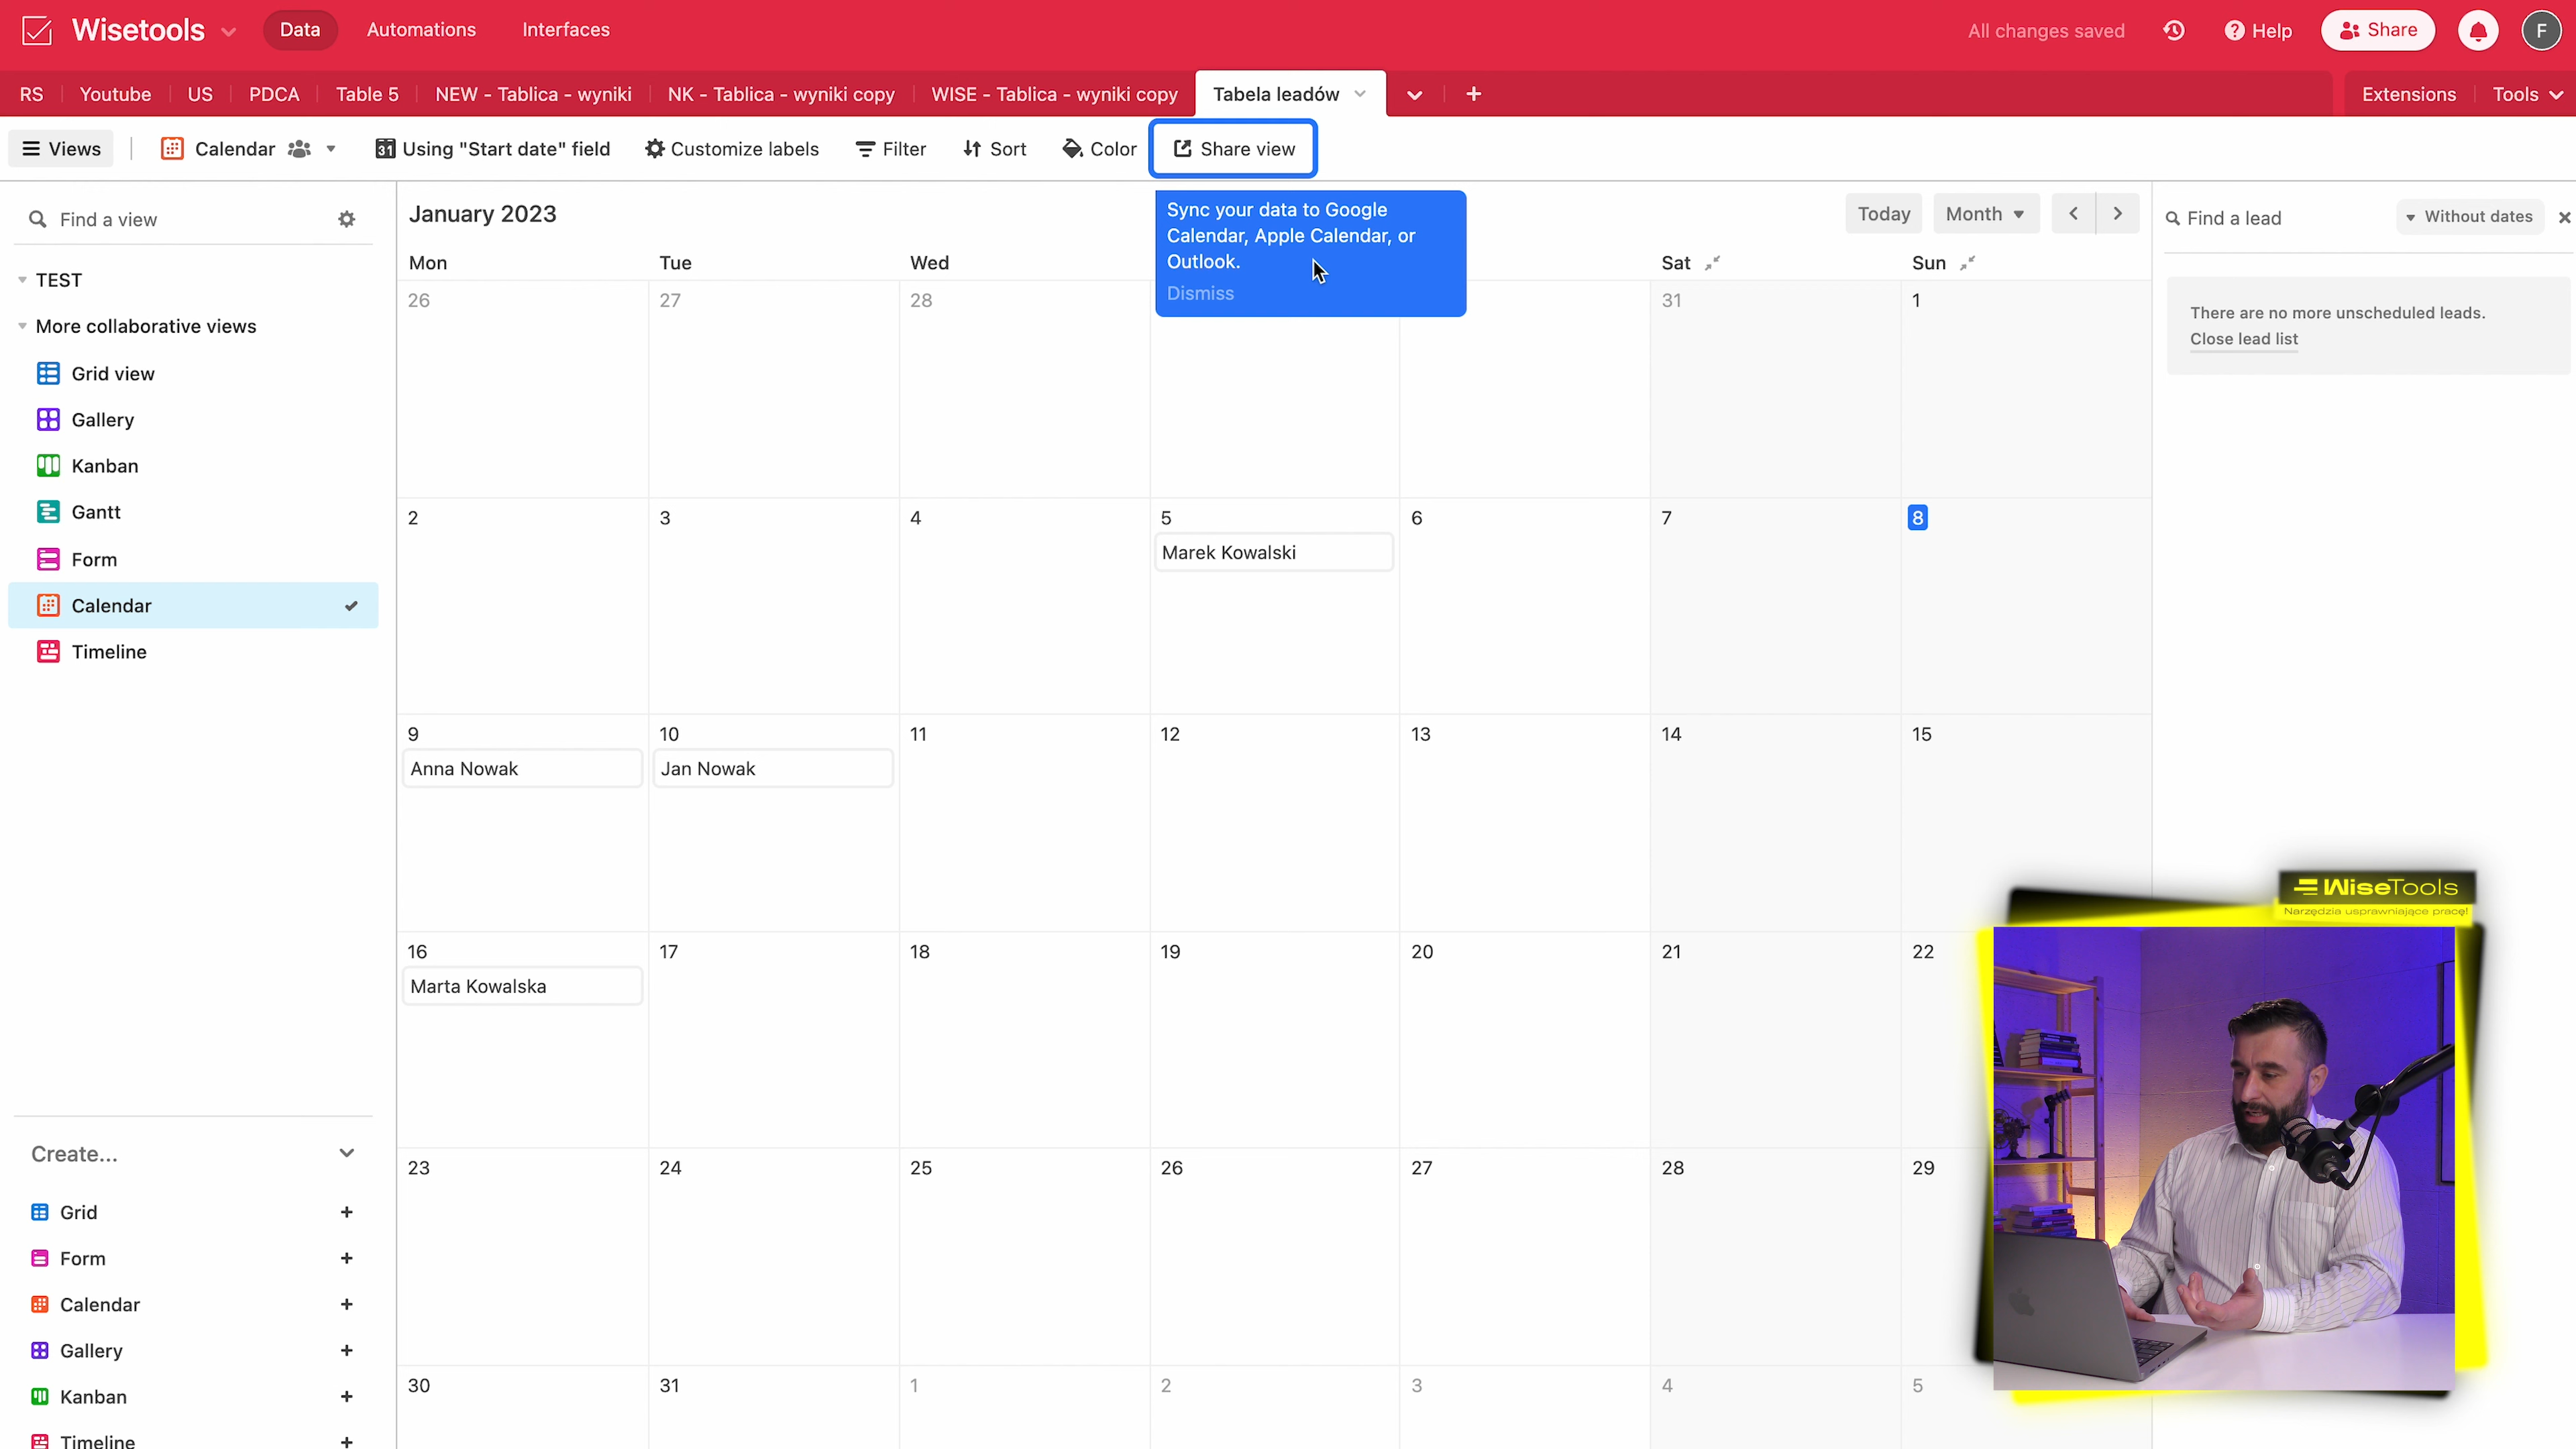 Wisetools
Data
Automations
Interfaces
All changes saved
Help
Share
F
RS
Youtube
US
PDCA
Table 5
NEW - Tablica - wyniki
NK - Tablica - wyniki copy
WISE - Tablica - wyniki copy
Tabela leadów
Extensions
Tools
Views
Calendar
31
Using "Start date" field
Customize labels
Filter
Sort
Color
Share view
Find a view
TEST
More collaborative views
Grid view
Gallery
Kanban
Gantt
Form
Calendar
Timeline
Create...
Grid
Form
Calendar
Gallery
Kanban
Timeline
January 2023
Sync your data to Google
Calendar, Apple Calendar, or
Outlook.
Dismiss
Today
Month
Mon Tue Wed Sat Sun
26 27 28 31 1
2 3 4 5 6 7 8
Marek Kowalski
9 10 11 12 13 14 15
Anna Nowak
Jan Nowak
16 17 18 19 20 21 22
Marta Kowalska
23 24 25 26 27 28 29
30 31 1 2 3 4 5
Find a lead
Without dates
There are no more unscheduled leads.
Close lead list
WiseTools
Narzędzia usprawniające pracę!